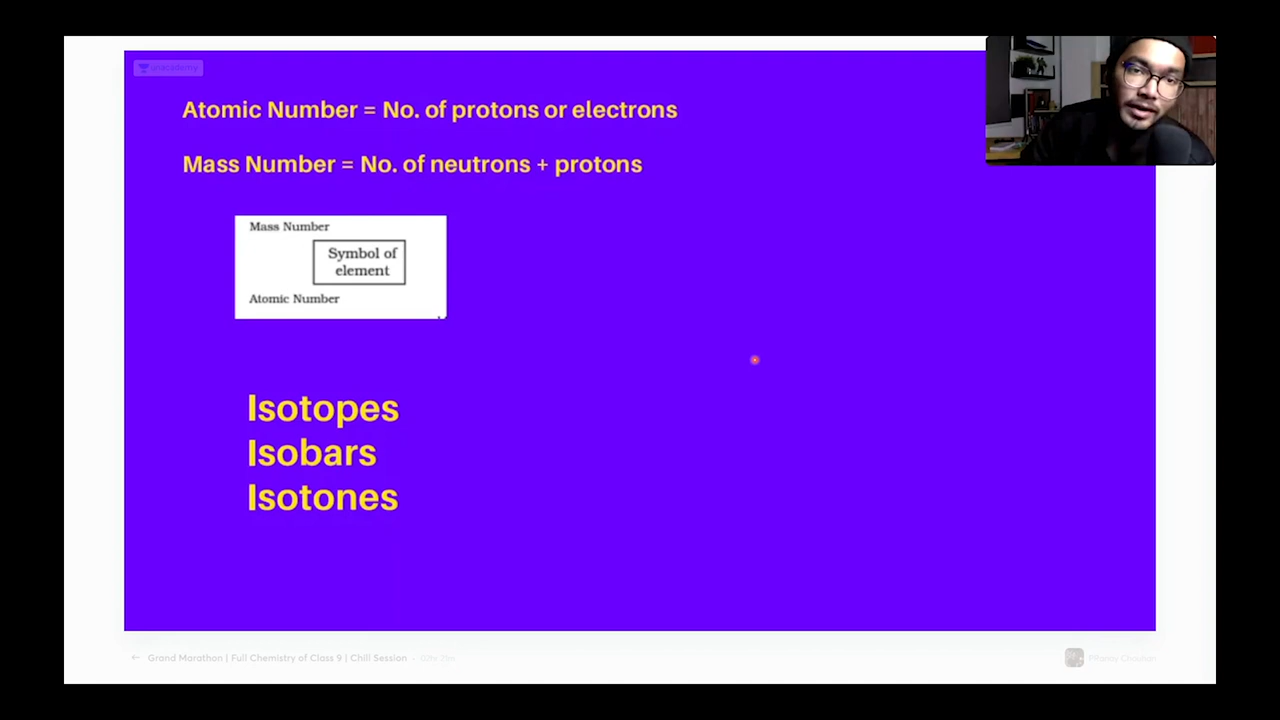 unacademy
Atomic Number = No. of protons or electrons
Mass Number = No. of neutrons + protons
Mass Number
Symbol of
element
Atomic Number
Isotopes
Isobars
Isotones
Grand Marathon | Full Chemistry of Class 9 | Chill Session